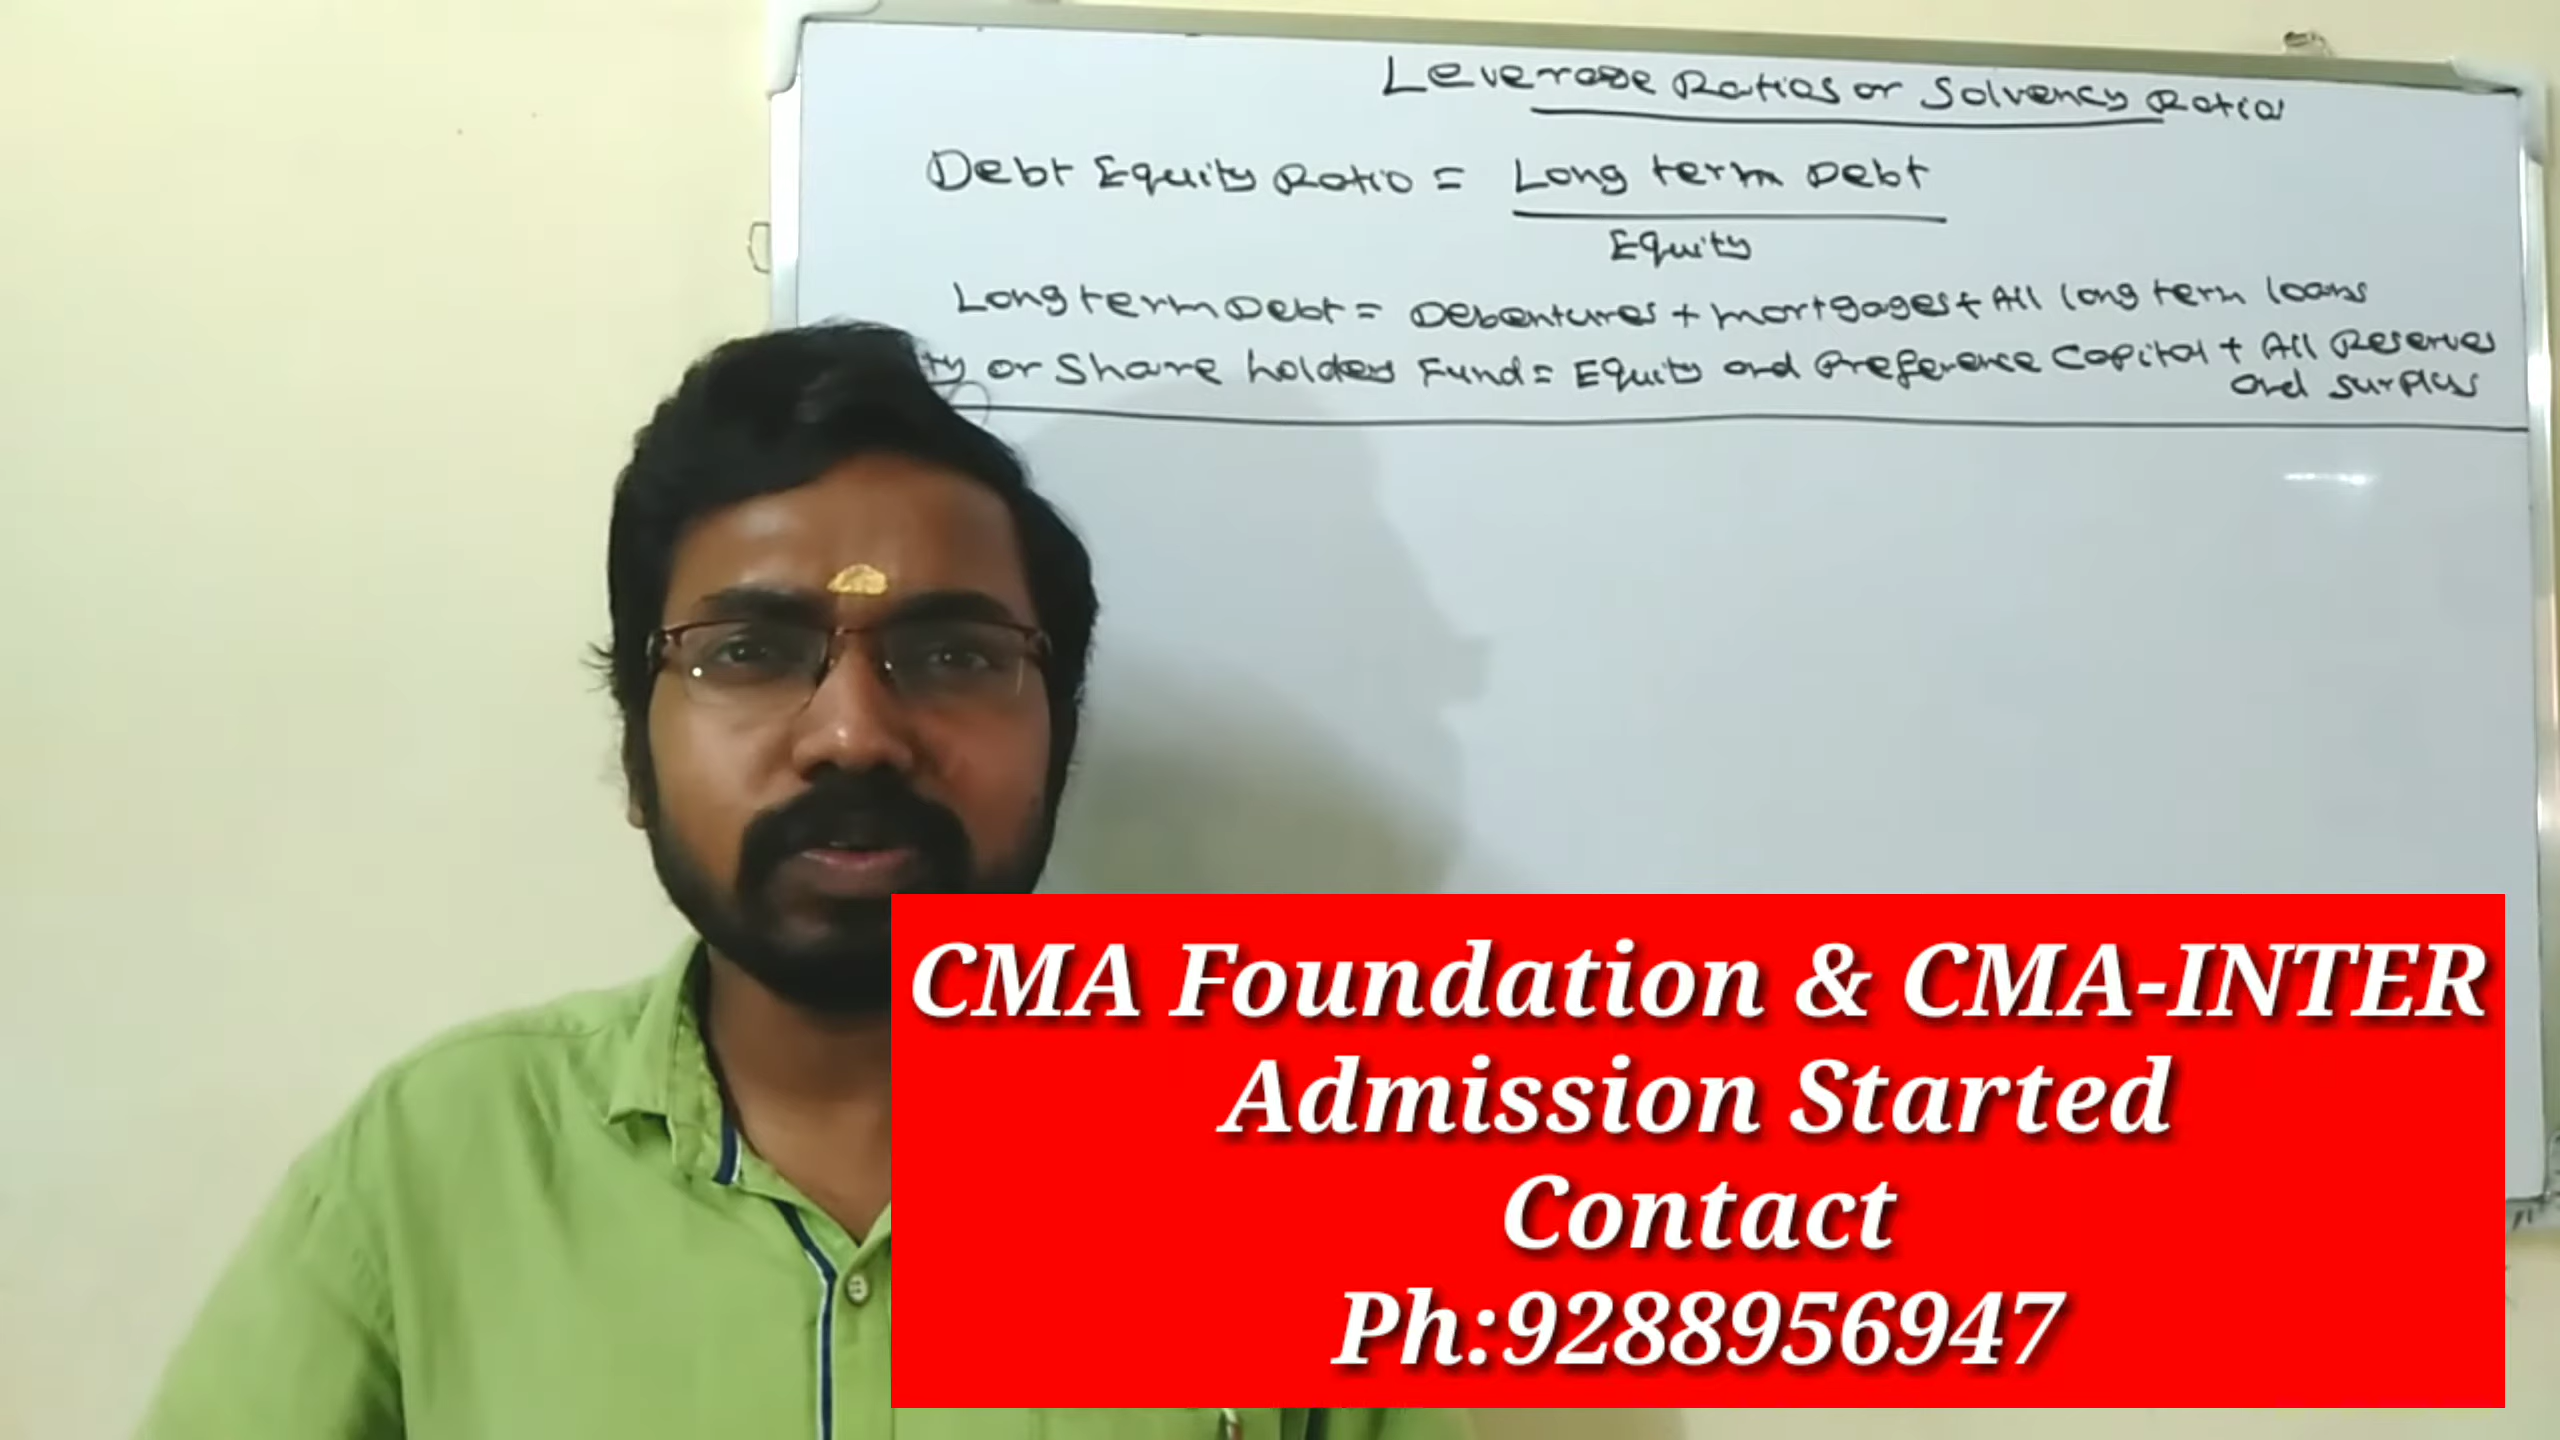 Leverage Ratios or Solvency Ratios
Debt Equity Ratio = Long term Debt
Equity
Long term Debt = Debentures + mortgages + All long term loans
ty or Share holders Fund = Equity and Preference Capital + All Reserves
and surplus
CMA Foundation & CMA-INTER
Admission Started
Contact
Ph:9288956947